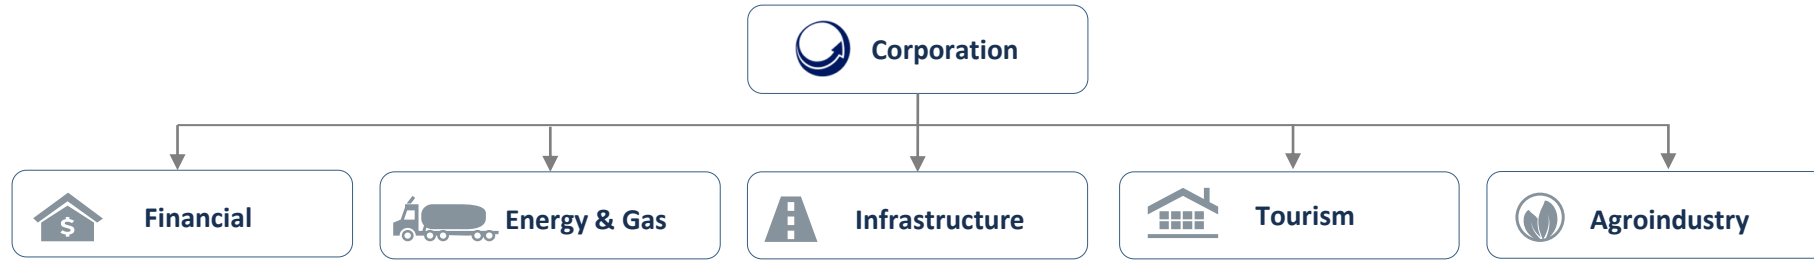 Corporation
Financial
Energy & Gas
Infrastructure
Tourism
Agroindustry
$